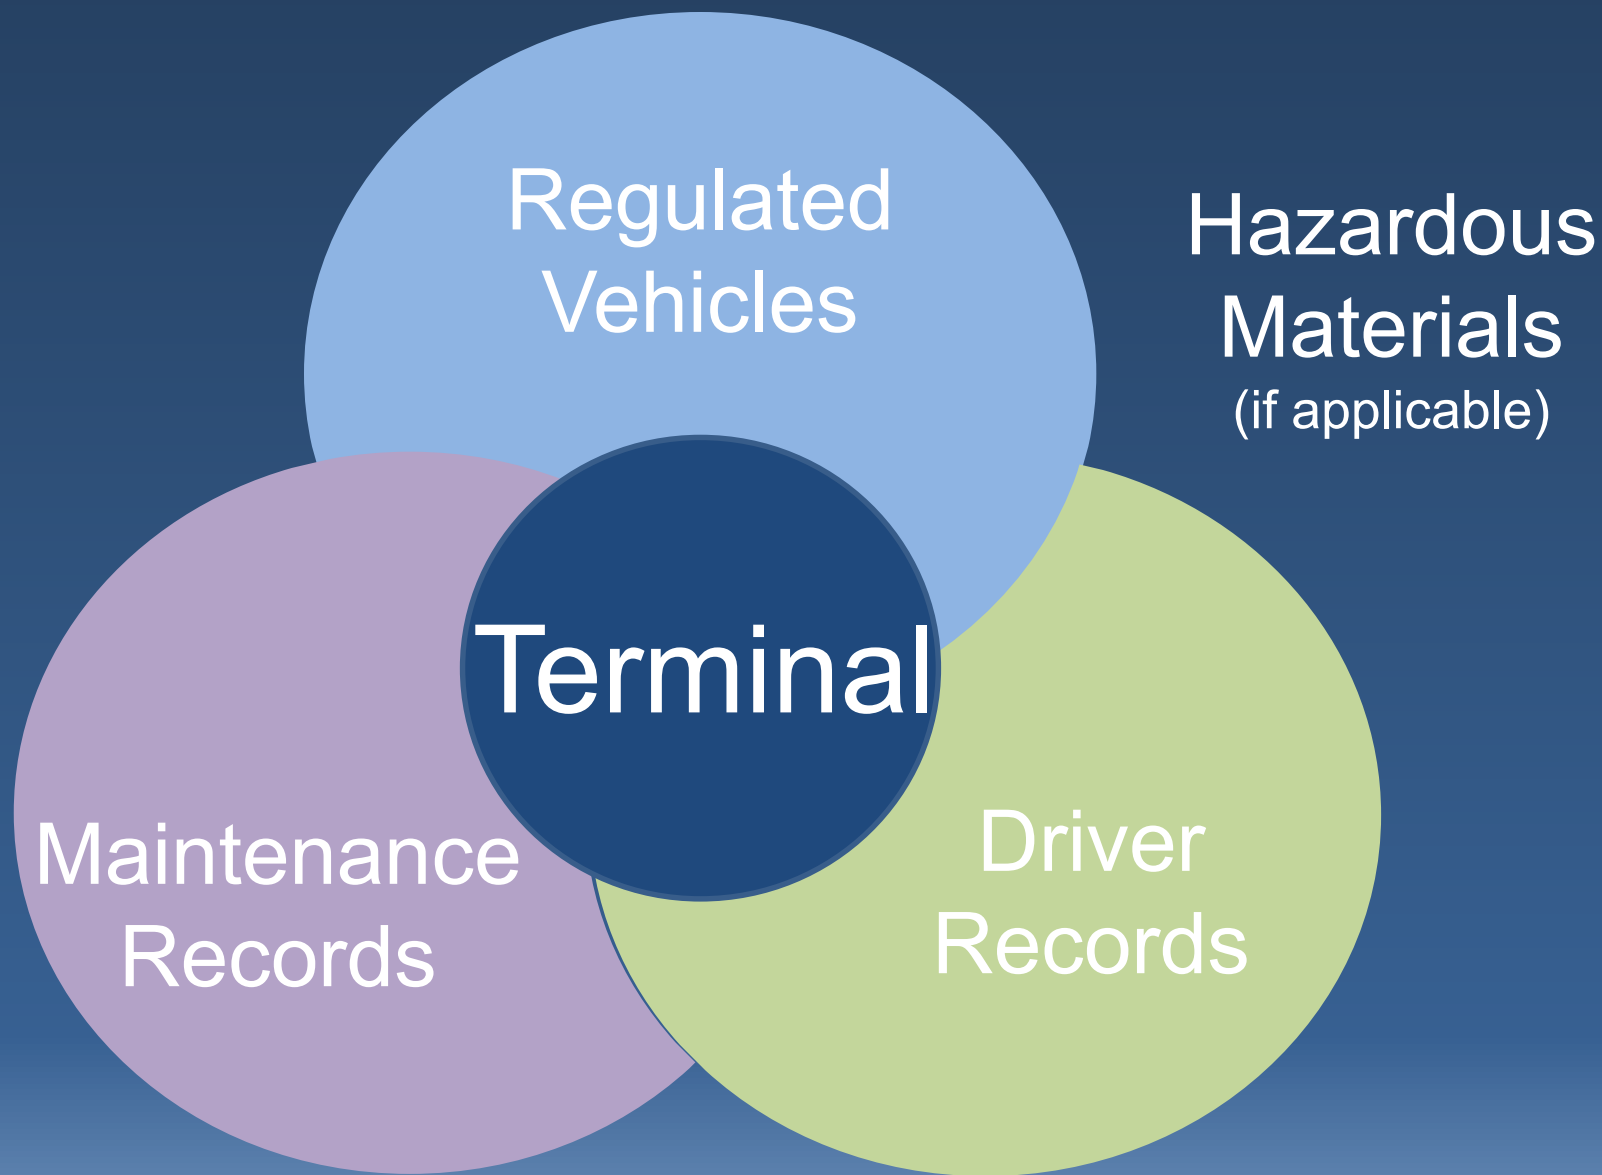 Regulated
Vehicles
Hazardous
Materials
(if applicable)
Terminal
Maintenance
Records
Driver
Records